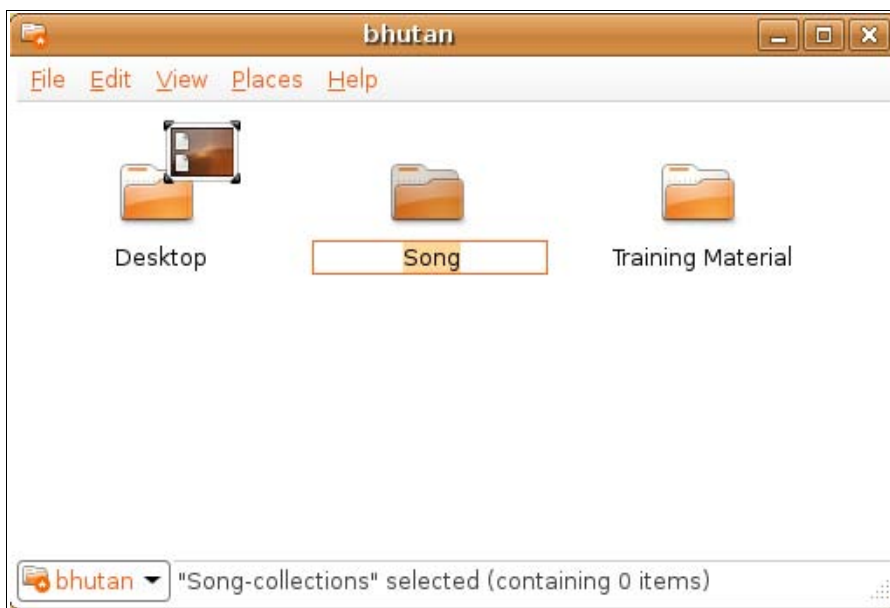 bhutan
File Edit View Places Help
Desktop Song Training Material
bhutan "Song-collections" selected (containing 0 items)